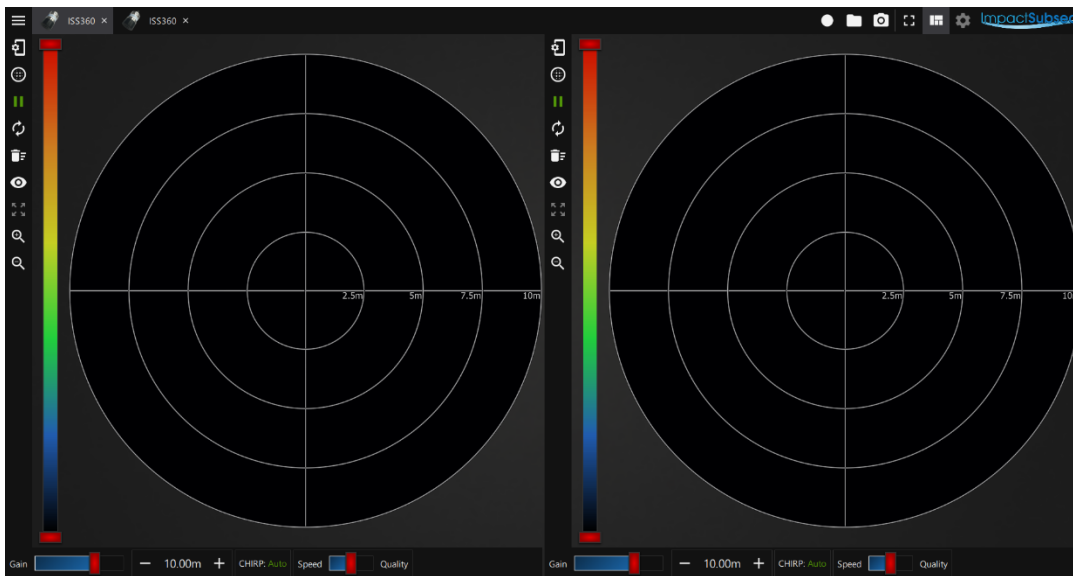 ISS360 × ISS360 × ImpactSubsea
2.5m 5m 7.5m 10m 2.5m 5m 7.5m 10
Gain − 10.00m + CHIRP: Auto Speed Quality Gain − 10.00m + CHIRP: Auto Speed Quality